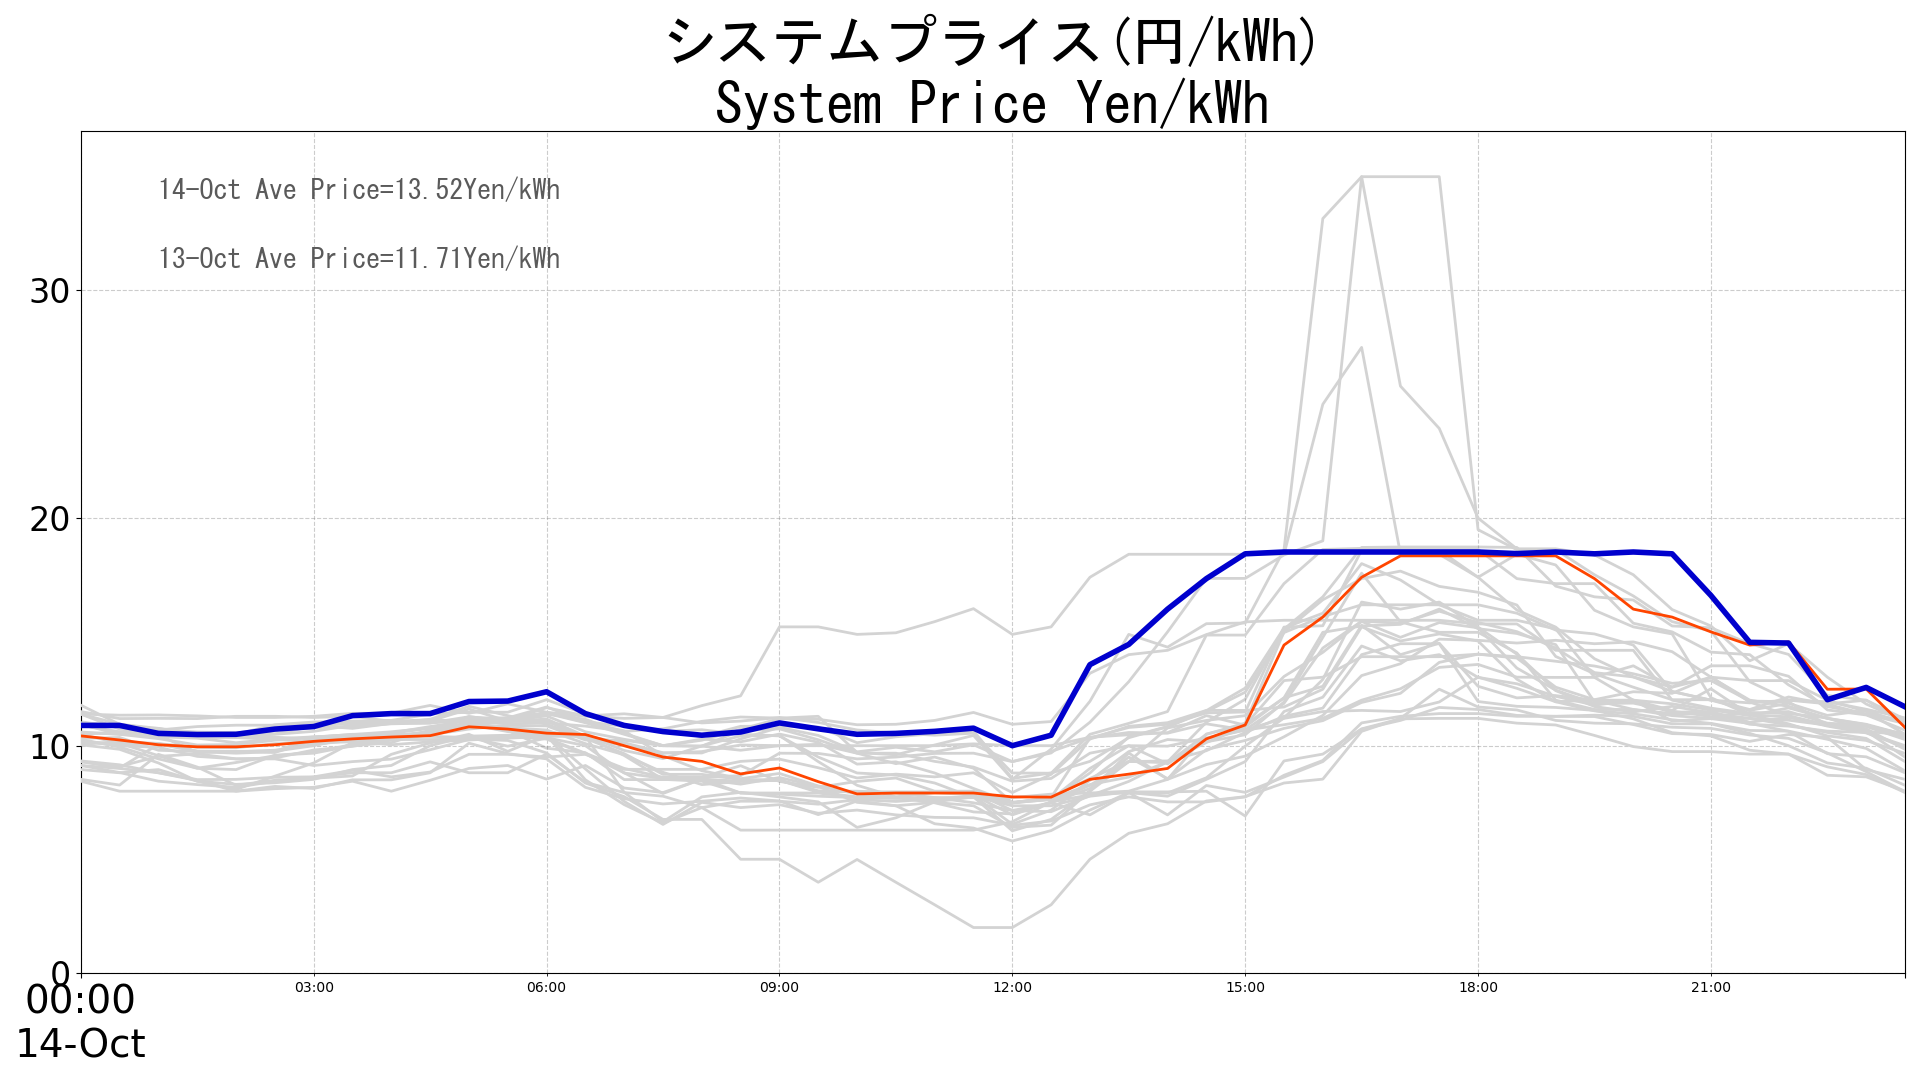 システムプライス(円/kWh)
System Price Yen/kWh
14-Oct Ave Price=13.52Yen/kWh
13-Oct Ave Price=11.71Yen/kWh
30
20
10
0
00:00 03:00 06:00 09:00 12:00 15:00 18:00 21:00
14-Oct